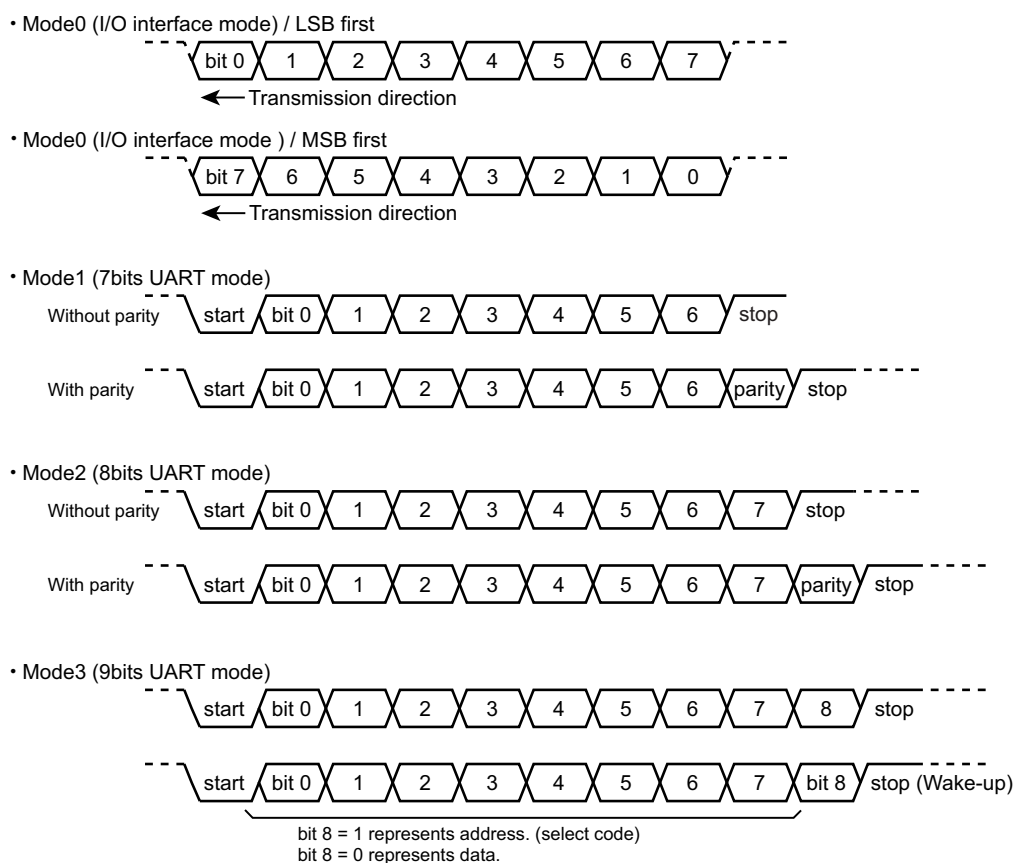 ・Mode0 (I/O interface mode) / LSB first
bit 0 1 2 3 4 5 6 7
Transmission direction
・Mode0 (I/O interface mode ) / MSB first
bit 7 6 5 4 3 2 1 0
Transmission direction
・Mode1 (7bits UART mode)
Without parity start bit 0 1 2 3 4 5 6 stop
With parity start bit 0 1 2 3 4 5 6 parity stop
・Mode2 (8bits UART mode)
Without parity start bit 0 1 2 3 4 5 6 7 stop
With parity start bit 0 1 2 3 4 5 6 7 parity stop
・Mode3 (9bits UART mode)
start bit 0 1 2 3 4 5 6 7 8 stop
start bit 0 1 2 3 4 5 6 7 bit 8 stop (Wake-up)
bit 8 = 1 represents address. (select code)
bit 8 = 0 represents data.